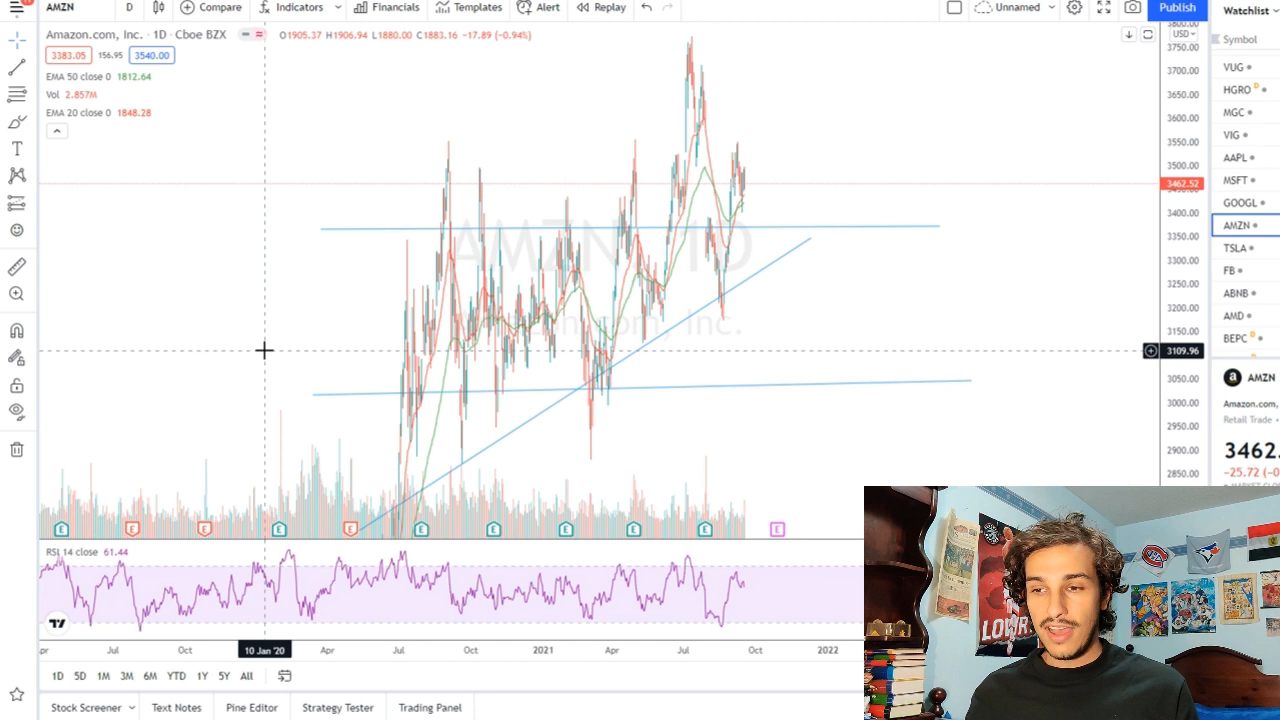 AMZN D Compare Indicators Financials Templates Alert Replay Unnamed Publish Watchlist
Amazon.com, Inc. · 1D · Cboe BZX O1905.37 H1906.94 L1880.00 C1883.16 -17.89 (-0.94%)
3383.05 156.95 3540.00
EMA 50 close 0 1812.64
Vol 2.857M
EMA 20 close 0 1848.28
AMZN, 1D
USD
3750.00
3700.00
3650.00
3600.00
3550.00
3500.00
3462.52
3400.00
3350.00
3300.00
3250.00
3200.00
3150.00
3109.96
3050.00
3000.00
2950.00
2900.00
2850.00
Symbol
VUG
HGRO D
MGC
VIG
AAPL
MSFT
GOOGL
AMZN
TSLA
FB
ABNB
AMD
BEPC D
a AMZN
Amazon.com,
Retail Trade
3462.
-25.72 (-0
E E E E E E E E E E E
RSI 14 close 61.44
Jul Oct 10 Jan '20 Apr Jul Oct 2021 Apr Jul Oct 2022
1D 5D 1M 3M 6M YTD 1Y 5Y All
Stock Screener Text Notes Pine Editor Strategy Tester Trading Panel